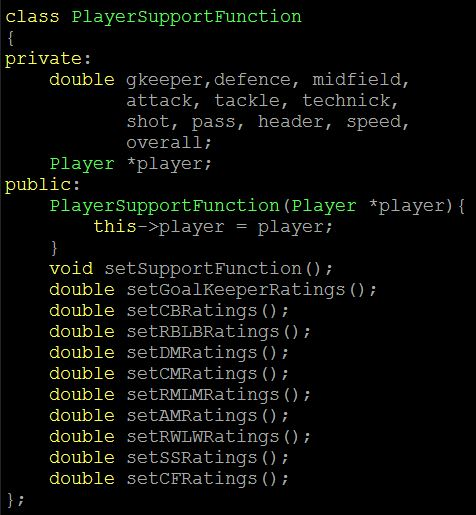 class PlayerSupportFunction
{
private:
    double gkeeper,defence, midfield,
           attack, tackle, technick,
           shot, pass, header, speed,
           overall;
    Player *player;
public:
    PlayerSupportFunction(Player *player){
        this->player = player;
    }
    void setSupportFunction();
    double setGoalKeeperRatings();
    double setCBRatings();
    double setRBLBRatings();
    double setDMRatings();
    double setCMRatings();
    double setRMLMRatings();
    double setAMRatings();
    double setRWLWRatings();
    double setSSRatings();
    double setCFRatings();
};